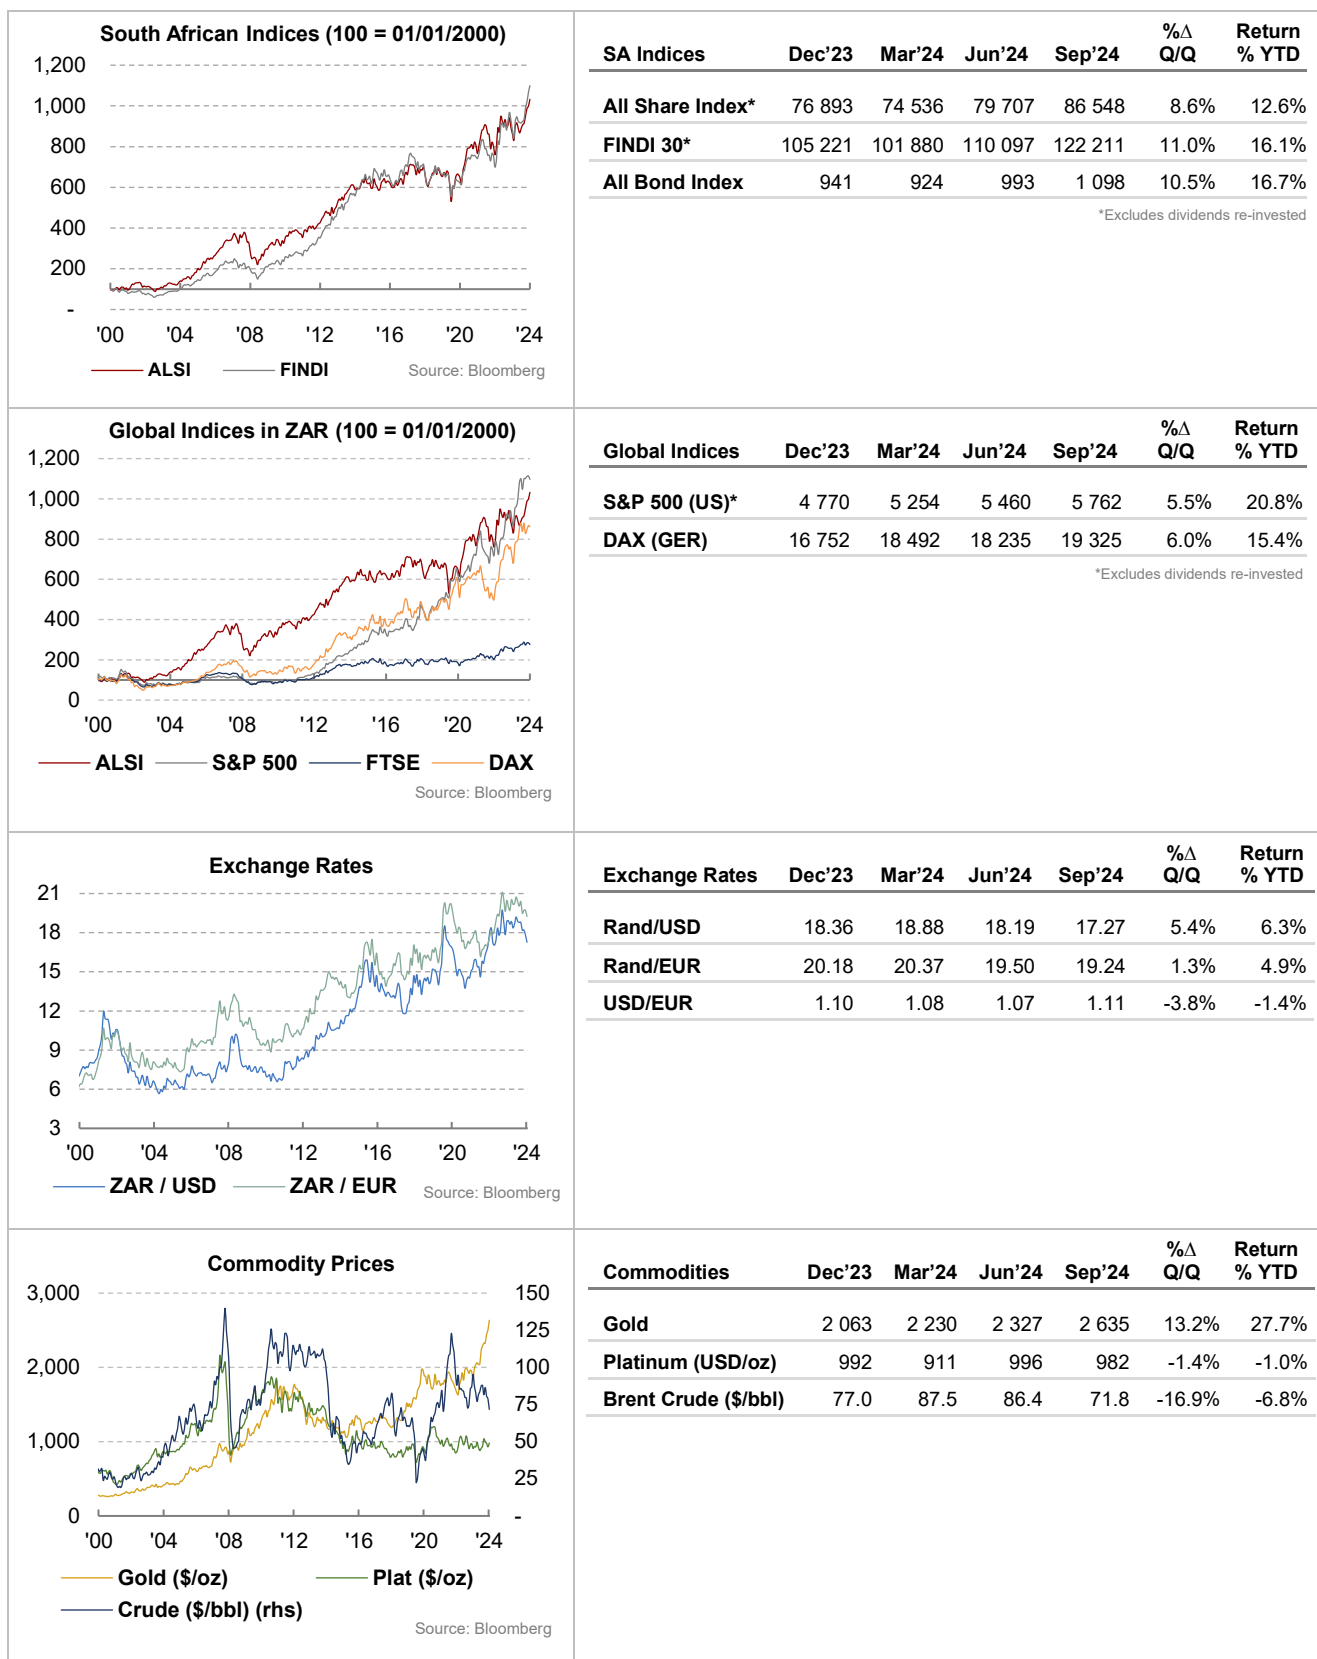 South African Indices (100 = 01/01/2000)
1,200
1,000
800
600
400
200
-
'00 '04 '08 '12 '16 '20 '24
ALSI FINDI Source: Bloomberg
SA Indices Dec’23 Mar’24 Jun’24 Sep’24 %∆ Q/Q Return % YTD
All Share Index* 76 893 74 536 79 707 86 548 8.6% 12.6%
FINDI 30* 105 221 101 880 110 097 122 211 11.0% 16.1%
All Bond Index 941 924 993 1 098 10.5% 16.7%
*Excludes dividends re-invested
Global Indices in ZAR (100 = 01/01/2000)
1,200
1,000
800
600
400
200
0
'00 '04 '08 '12 '16 '20 '24
ALSI S&P 500 FTSE DAX
Source: Bloomberg
Global Indices Dec’23 Mar’24 Jun’24 Sep’24 %∆ Q/Q Return % YTD
S&P 500 (US)* 4 770 5 254 5 460 5 762 5.5% 20.8%
DAX (GER) 16 752 18 492 18 235 19 325 6.0% 15.4%
*Excludes dividends re-invested
Exchange Rates
21
18
15
12
9
6
3
'00 '04 '08 '12 '16 '20 '24
ZAR / USD ZAR / EUR Source: Bloomberg
Exchange Rates Dec’23 Mar’24 Jun’24 Sep’24 %∆ Q/Q Return % YTD
Rand/USD 18.36 18.88 18.19 17.27 5.4% 6.3%
Rand/EUR 20.18 20.37 19.50 19.24 1.3% 4.9%
USD/EUR 1.10 1.08 1.07 1.11 -3.8% -1.4%
Commodity Prices
3,000 150
125
2,000 100
75
1,000 50
25
0 -
'00 '04 '08 '12 '16 '20 '24
Gold ($/oz) Plat ($/oz)
Crude ($/bbl) (rhs)
Source: Bloomberg
Commodities Dec’23 Mar’24 Jun’24 Sep’24 %∆ Q/Q Return % YTD
Gold 2 063 2 230 2 327 2 635 13.2% 27.7%
Platinum (USD/oz) 992 911 996 982 -1.4% -1.0%
Brent Crude ($/bbl) 77.0 87.5 86.4 71.8 -16.9% -6.8%